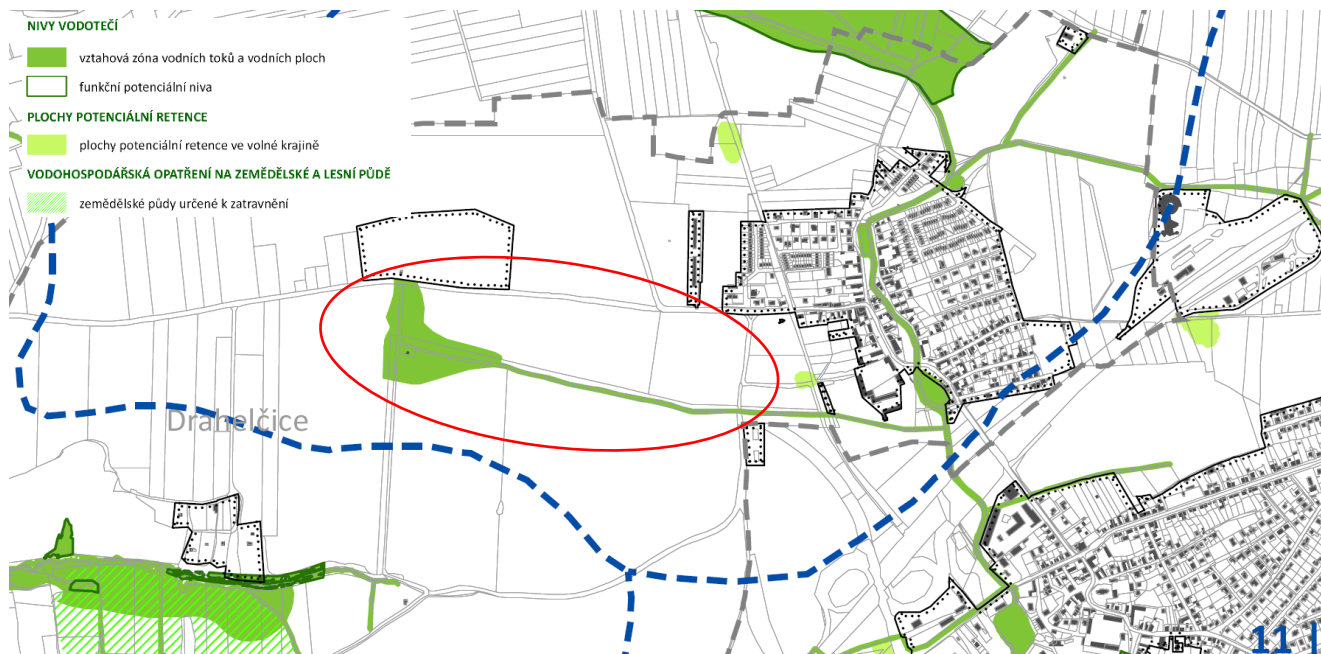 NIVY VODOTEČÍ
vztahová zóna vodních toků a vodních ploch
funkční potenciální niva
PLOCHY POTENCIÁLNÍ RETENCE
plochy potenciální retence ve volné krajině
VODOHOSPODÁŘSKÁ OPATŘENÍ NA ZEMĚDĚLSKÉ A LESNÍ PŮDĚ
zemědělské půdy určené k zatravnění
Drahelčice
11 |